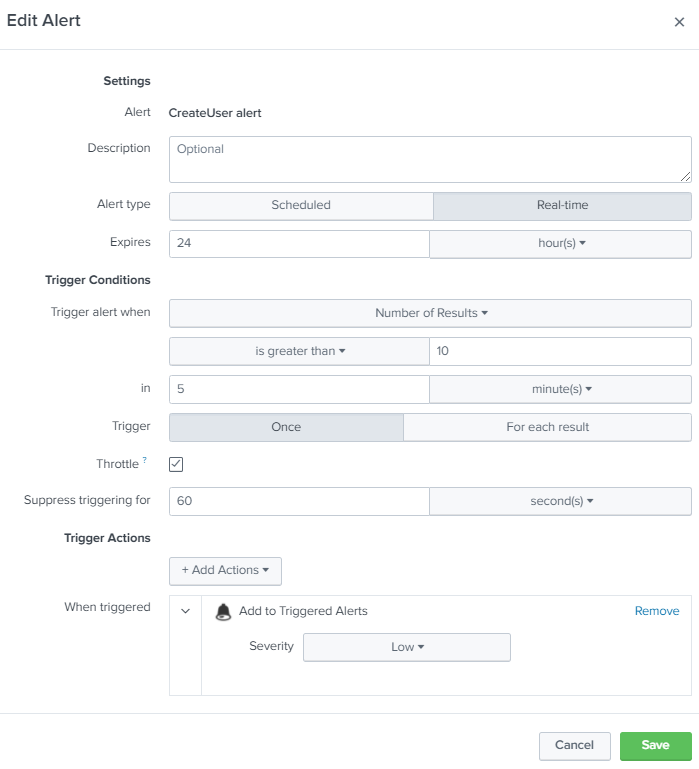 Edit Alert ×
Settings
Alert CreateUser alert
Description Optional
Alert type Scheduled Real-time
Expires 24 hour(s)
Trigger Conditions
Trigger alert when Number of Results
is greater than 10
in 5 minute(s)
Trigger Once For each result
Throttle ?
Suppress triggering for 60 second(s)
Trigger Actions
+ Add Actions
When triggered Add to Triggered Alerts Remove
Severity Low
Cancel Save